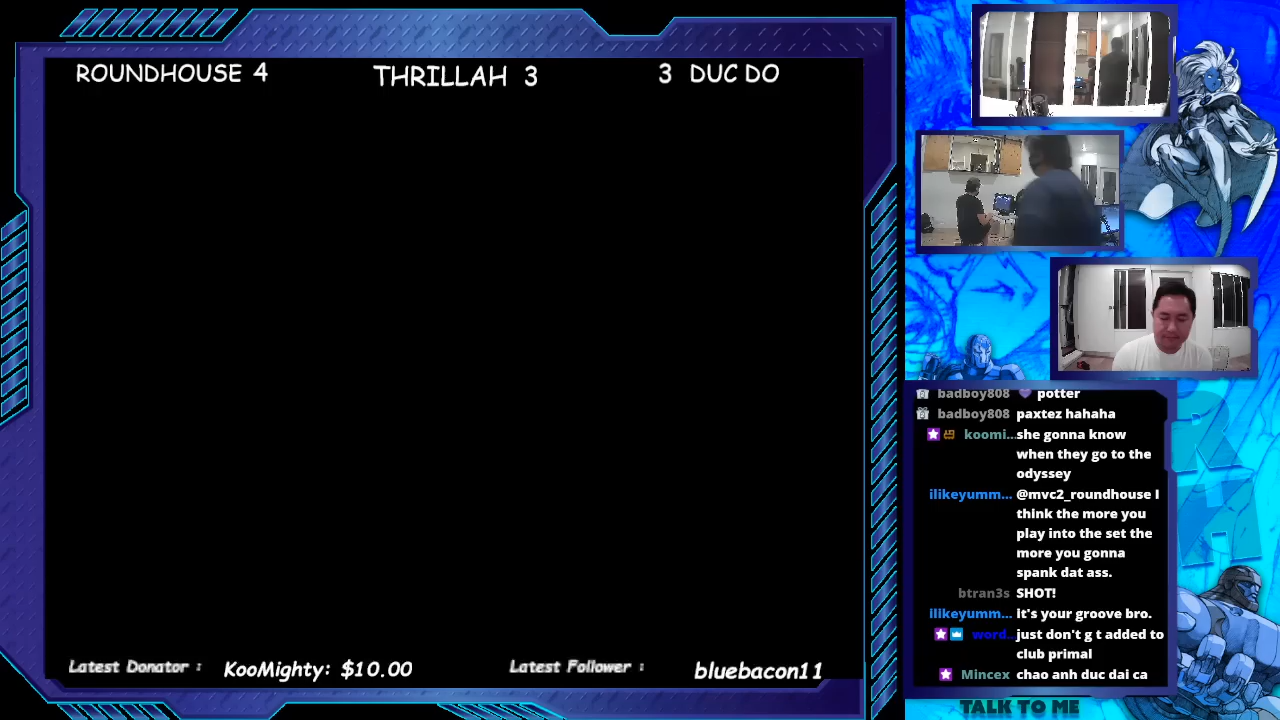 ROUNDHOUSE 4
THRILLAH 3
3 DUC DO
Latest Donator :
KooMighty: $10.00
Latest Follower :
bluebacon11
badboy808 potter
badboy808 paxtez hahaha
koomi... she gonna know
when they go to the
odyssey
ilikeyumm... @mvc2_roundhouse I
think the more you
play into the set the
more you gonna
spank dat ass.
btran3s SHOT!
ilikeyumm... it's your groove bro.
word... just don't g t added to
club primal
Mincex chao anh duc dai ca
TALK TO ME